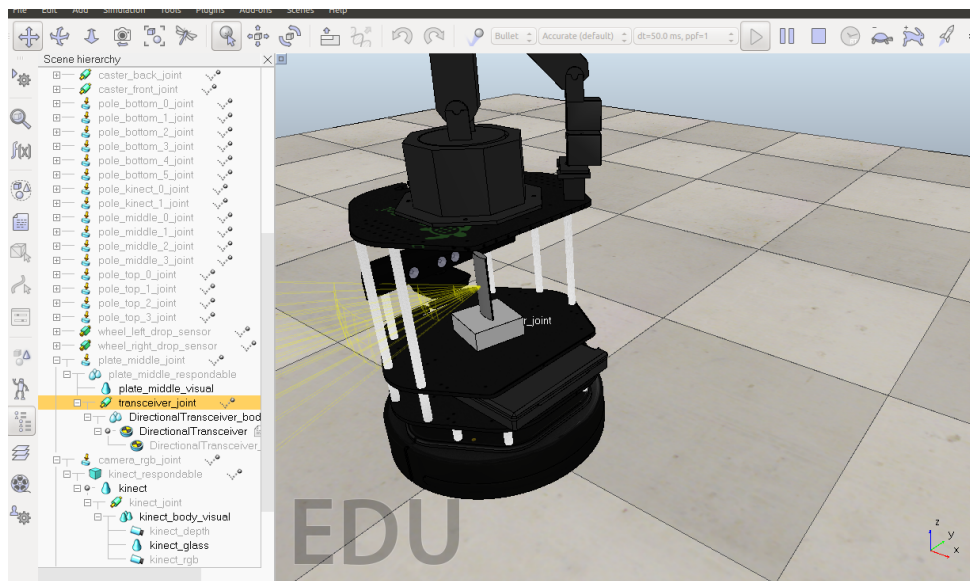 File Edit Add Simulation Tools Plugins Add-ons Scenes Help
Bullet Accurate (default) dt=50.0 ms, ppf=1
Scene hierarchy
caster_back_joint
caster_front_joint
pole_bottom_0_joint
pole_bottom_1_joint
pole_bottom_2_joint
pole_bottom_3_joint
pole_bottom_4_joint
pole_bottom_5_joint
pole_kinect_0_joint
pole_kinect_1_joint
pole_middle_0_joint
pole_middle_1_joint
pole_middle_2_joint
pole_middle_3_joint
pole_top_0_joint
pole_top_1_joint
pole_top_2_joint
pole_top_3_joint
wheel_left_drop_sensor
wheel_right_drop_sensor
plate_middle_joint
plate_middle_respondable
plate_middle_visual
transceiver_joint
DirectionalTransceiver_bod
DirectionalTransceiver
DirectionalTransceiver_
camera_rgb_joint
kinect_respondable
kinect
kinect_joint
kinect_body_visual
kinect_depth
kinect_glass
kinect_rgb
f(x)
r_joint
EDU
z
y
x